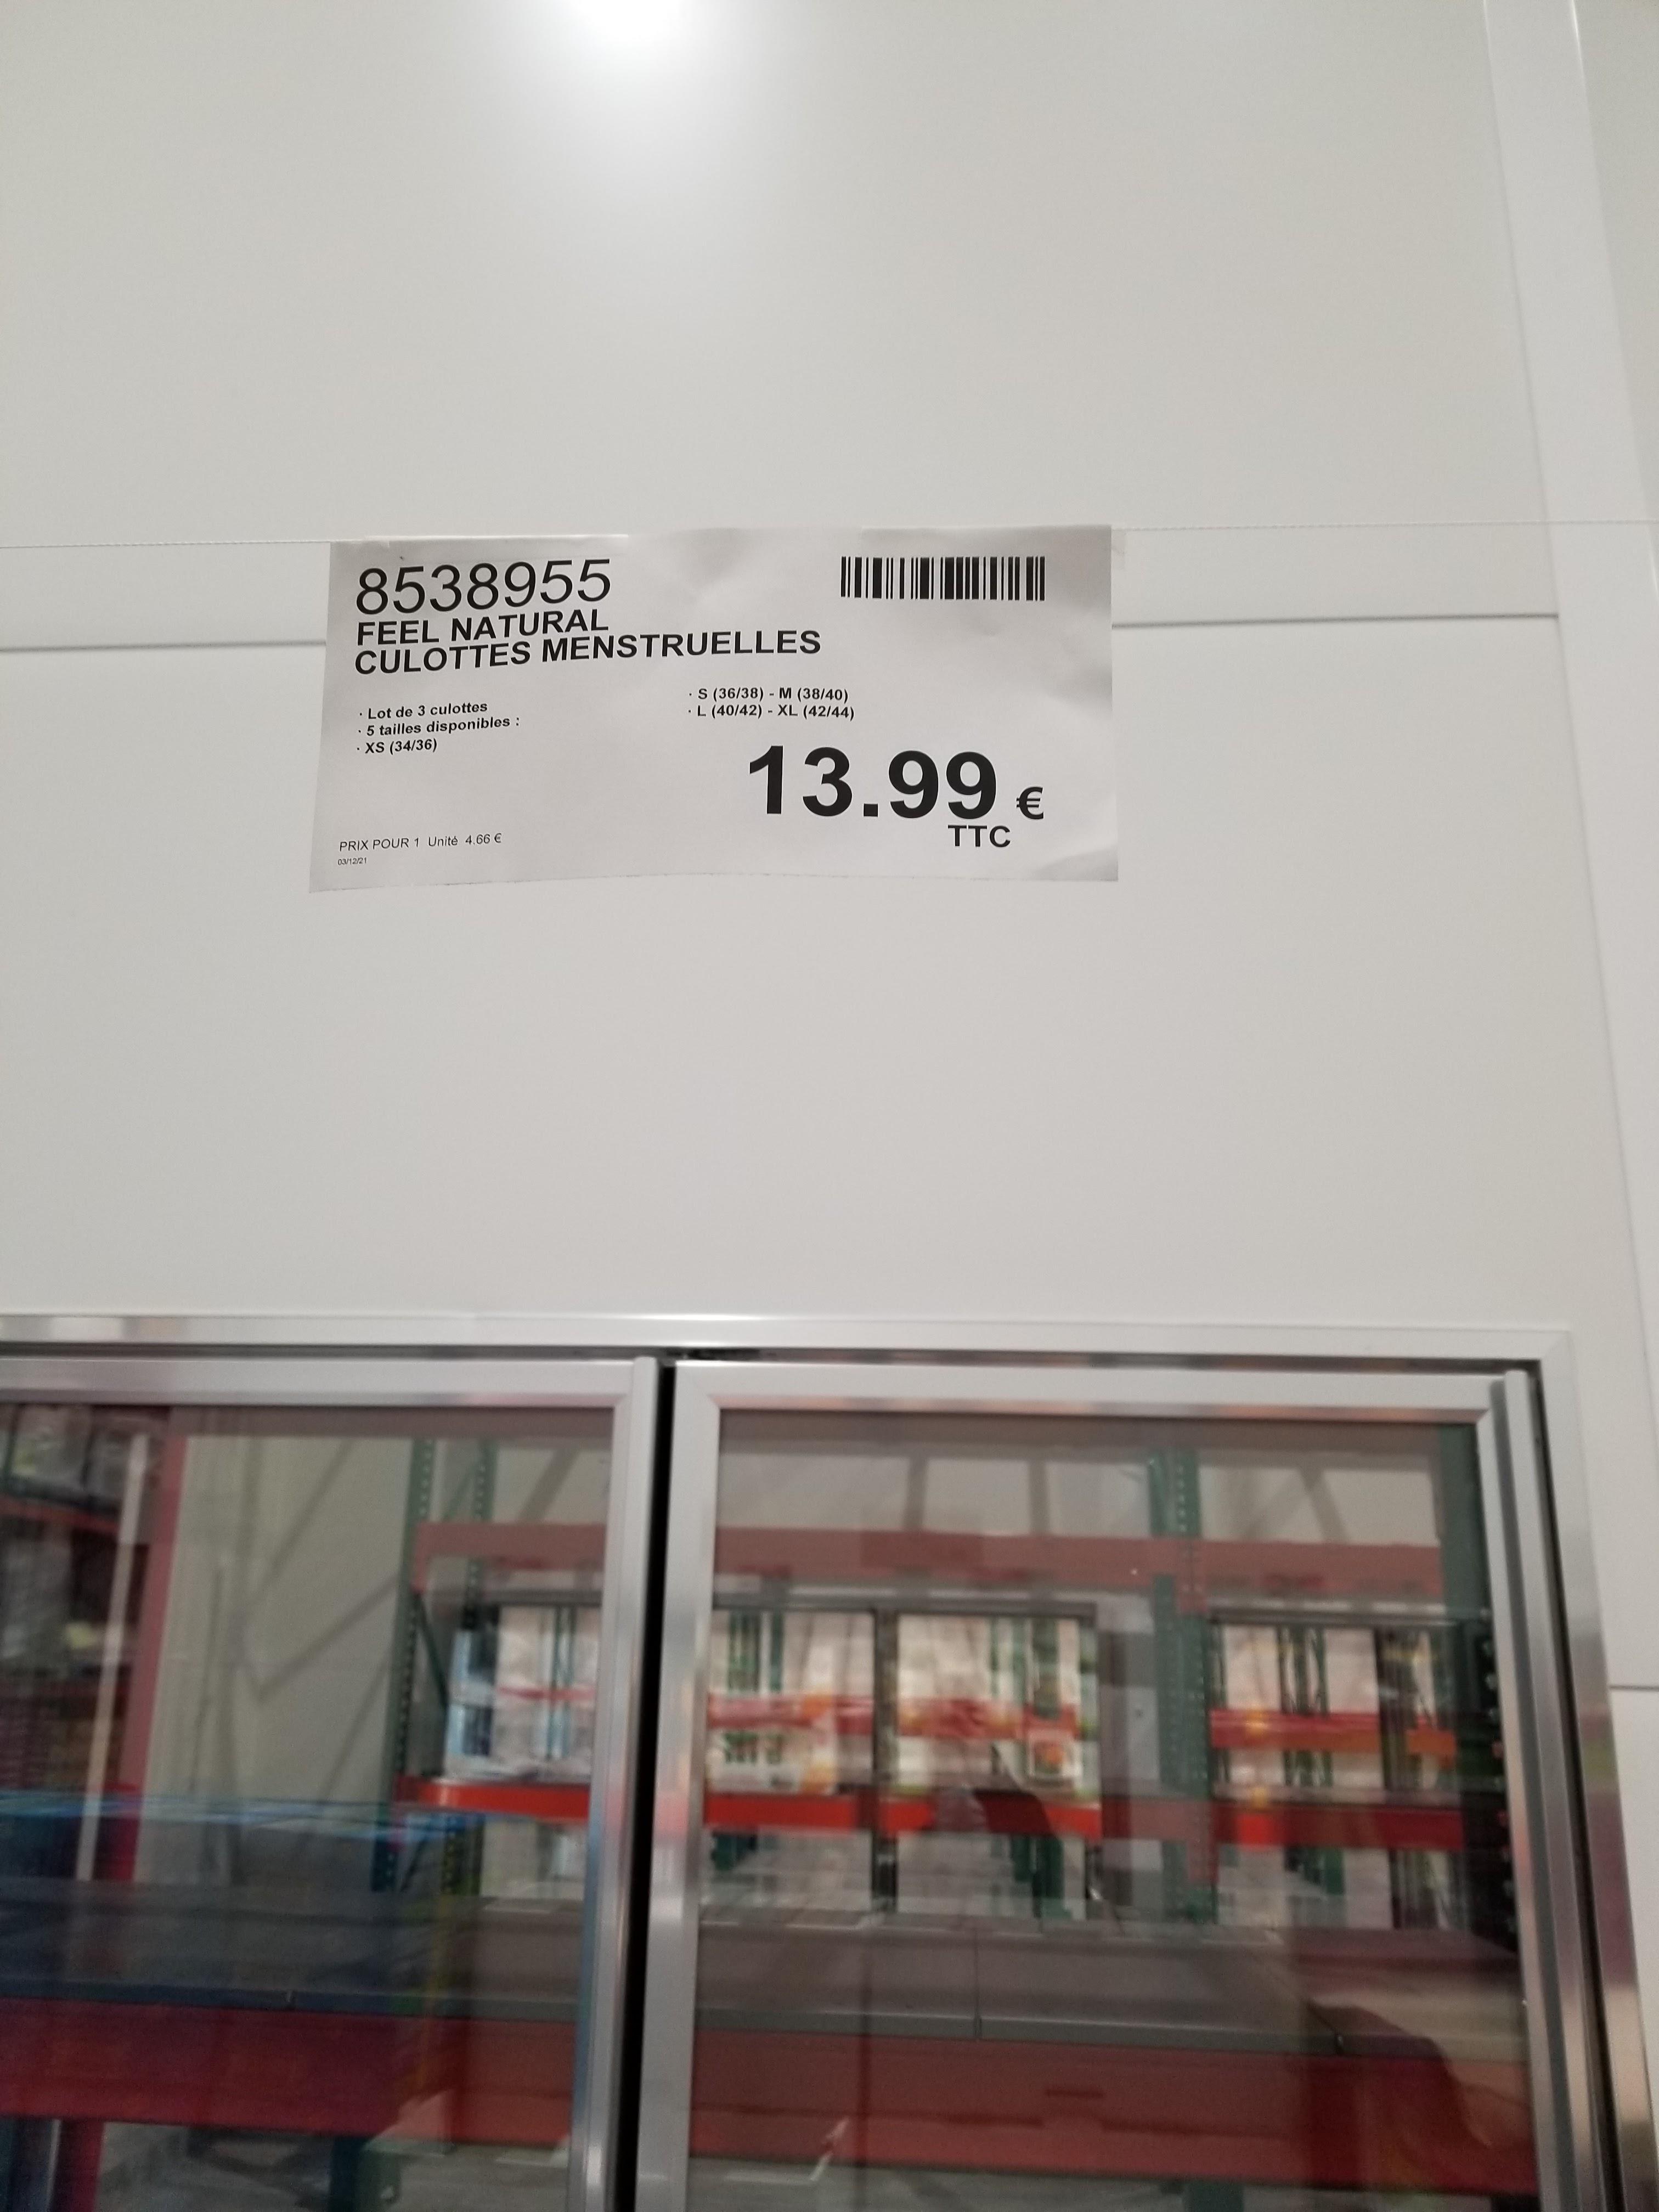 8538955
FEEL NATURAL
CULOTTES MENSTRUELLES
· Lot de 3 culottes
· 5 tailles disponibles :
· XS (34/36)
· S (36/38) - M (38/40)
· L (40/42) - XL (42/44)
13.99 €
TTC
PRIX POUR 1 Unité 4.66 €
03/12/21